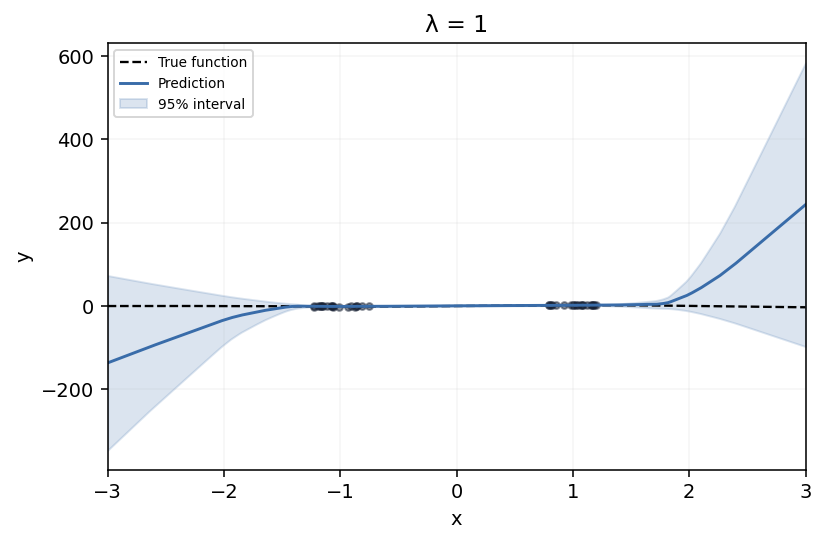 λ = 1
True function
Prediction
95% interval
600
400
200
0
−200
y
−3
−2
−1
0
1
2
3
x